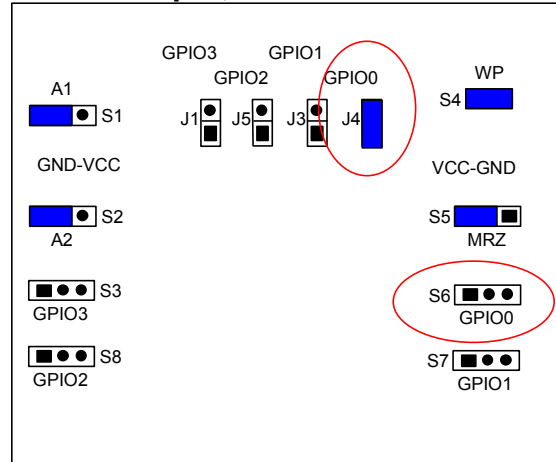 GPIO3 GPIO1
GPIO2 GPIO0
A1 WP
S1 J1 J5 J3 J4 S4
GND-VCC VCC-GND
S2 S5
A2 MRZ
S3 S6
GPIO3 GPIO0
S8 S7
GPIO2 GPIO1